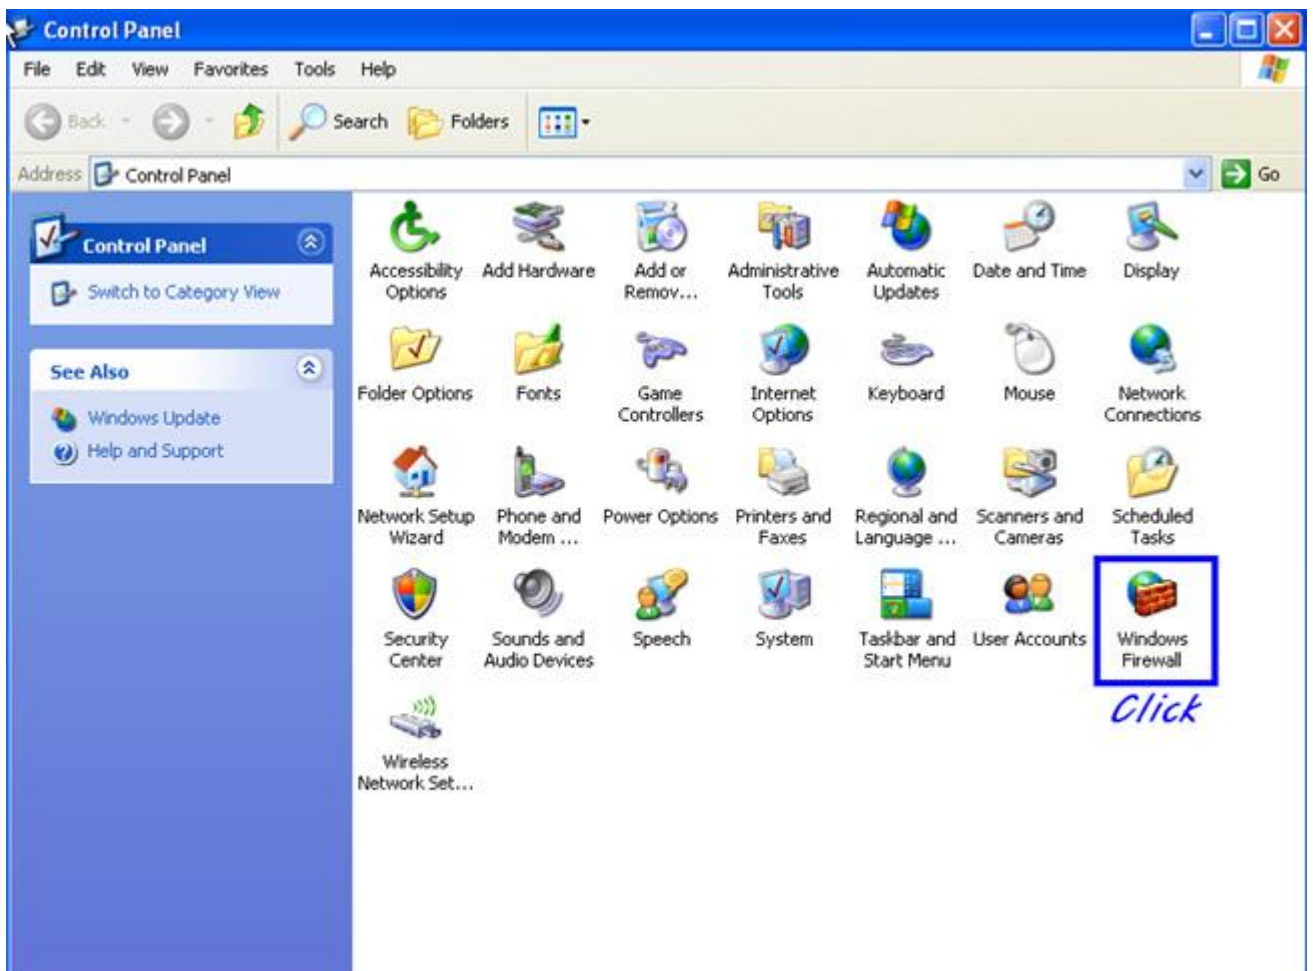 Control Panel
File Edit View Favorites Tools Help
Back Search Folders
Address Control Panel Go
Control Panel
Switch to Category View
See Also
Windows Update
Help and Support
Accessibility Options
Add Hardware
Add or Remov...
Administrative Tools
Automatic Updates
Date and Time
Display
Folder Options
Fonts
Game Controllers
Internet Options
Keyboard
Mouse
Network Connections
Network Setup Wizard
Phone and Modem ...
Power Options
Printers and Faxes
Regional and Language ...
Scanners and Cameras
Scheduled Tasks
Security Center
Sounds and Audio Devices
Speech
System
Taskbar and Start Menu
User Accounts
Windows Firewall
Click
Wireless Network Set...